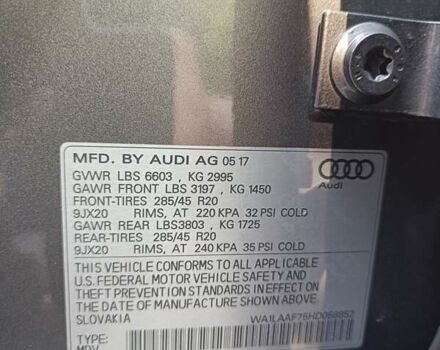 MFD. BY AUDI AG 05 17
GVWR LBS 6603 , KG 2995
GAWR FRONT LBS 3197 , KG 1450
FRONT-TIRES 285/45 R20
9JX20 RIMS, AT 220 KPA 32 PSI COLD
GAWR REAR LBS3803 , KG 1725
REAR-TIRES 285/45 R20
9JX20 RIMS, AT 240 KPA 35 PSI COLD
Audi
THIS VEHICLE CONFORMS TO ALL APPLICABLE
U.S. FEDERAL MOTOR VEHICLE SAFETY AND
THEFT PREVENTION STANDARDS IN EFFECT ON
DATE OF MANUFACTURE SHOWN ABOVE.
SLOVAKIA
TYPE:
MPV